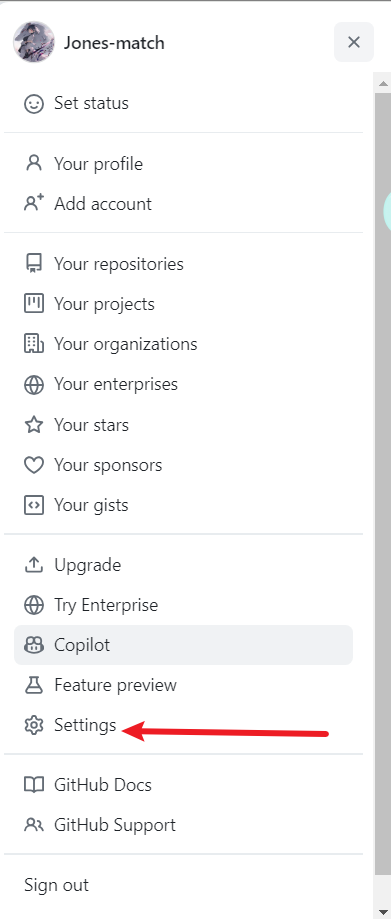 Jones-match
Set status
Your profile
Add account
Your repositories
Your projects
Your organizations
Your enterprises
Your stars
Your sponsors
Your gists
Upgrade
Try Enterprise
Copilot
Feature preview
Settings
GitHub Docs
GitHub Support
Sign out